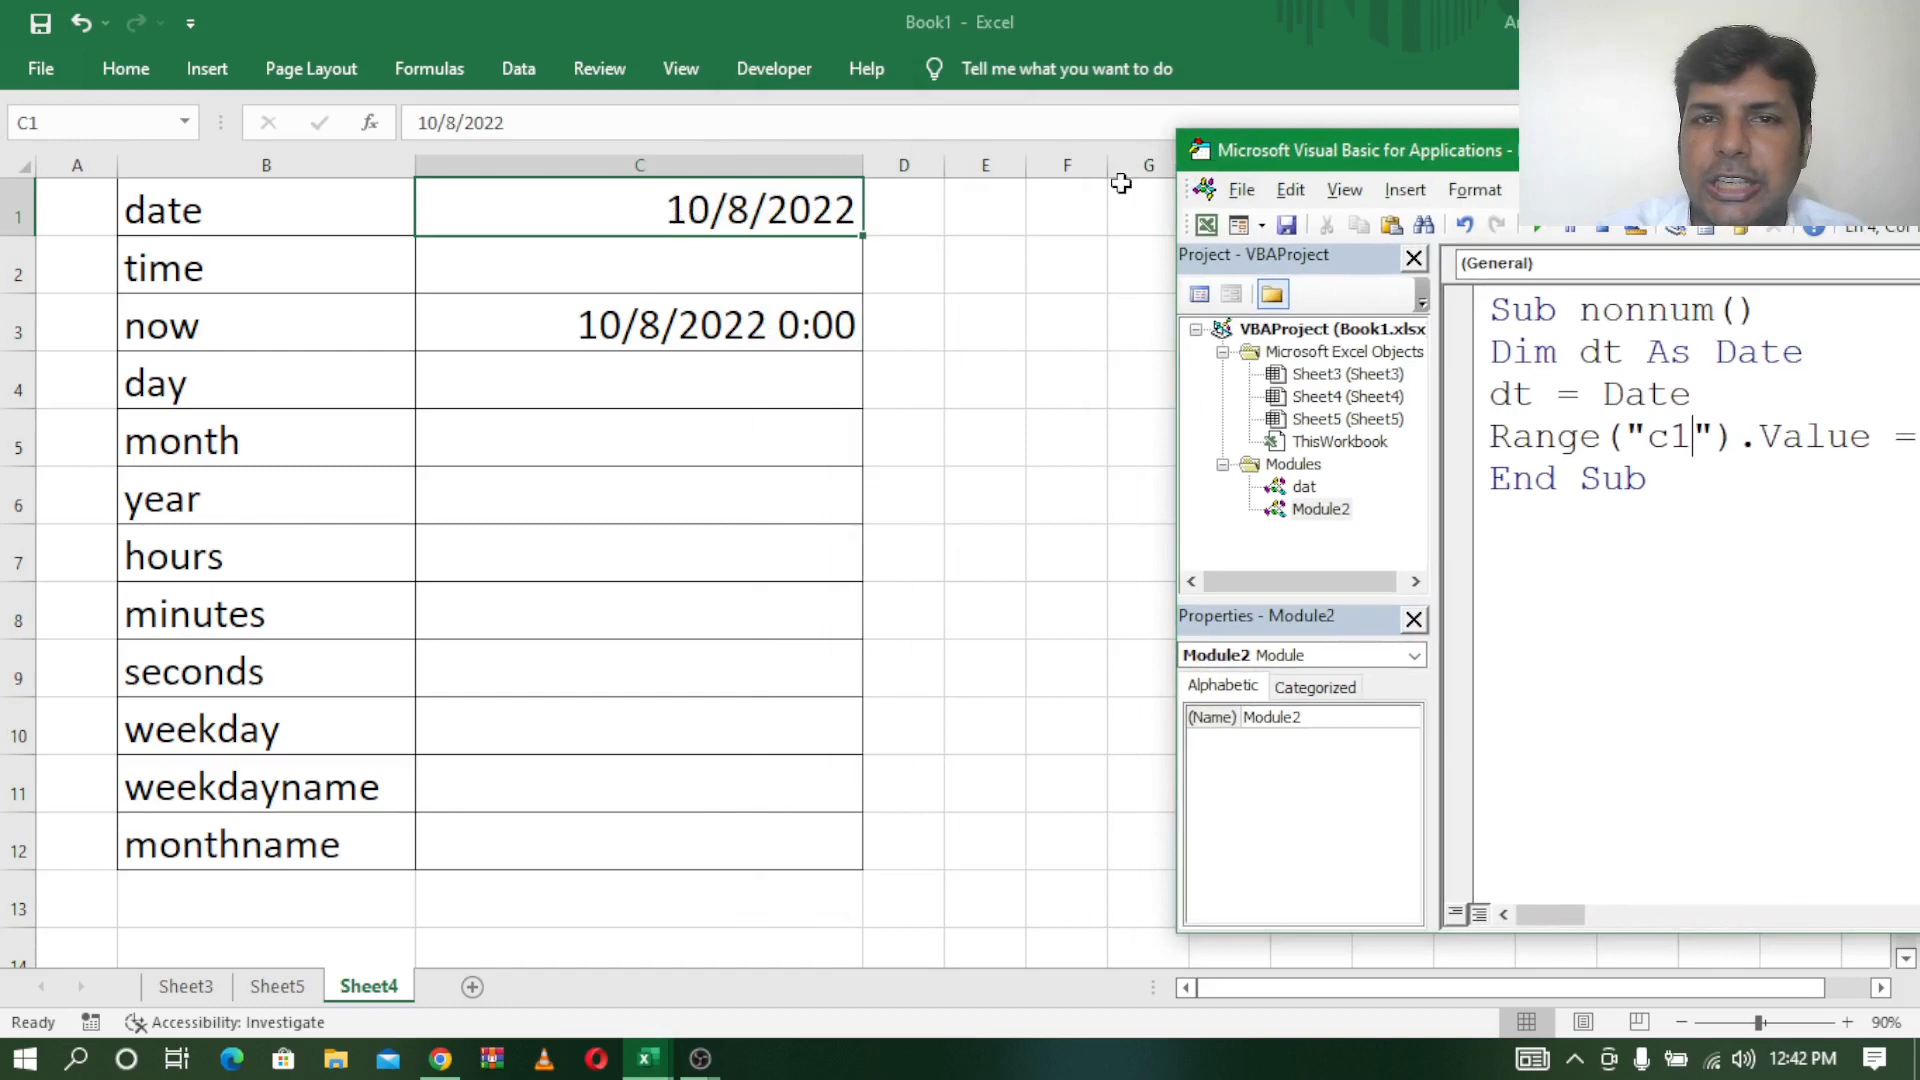 Book1 - Excel
File Home Insert Page Layout Formulas Data Review View Developer Help Tell me what you want to do
C1 fx 10/8/2022
A B C D E F G
1 date 10/8/2022
2 time
3 now 10/8/2022 0:00
4 day
5 month
6 year
7 hours
8 minutes
9 seconds
10 weekday
11 weekdayname
12 monthname
13
14
Microsoft Visual Basic for Applications -
File Edit View Insert Format
Project - VBAProject
VBAProject (Book1.xlsx
Microsoft Excel Objects
Sheet3 (Sheet3)
Sheet4 (Sheet4)
Sheet5 (Sheet5)
ThisWorkbook
Modules
dat
Module2
Properties - Module2
Module2 Module
Alphabetic Categorized
(Name) Module2
(General)
Sub nonnum()
Dim dt As Date
dt = Date
Range("c1").Value =
End Sub
Sheet3 Sheet5 Sheet4
Ready Accessibility: Investigate 90%
12:42 PM